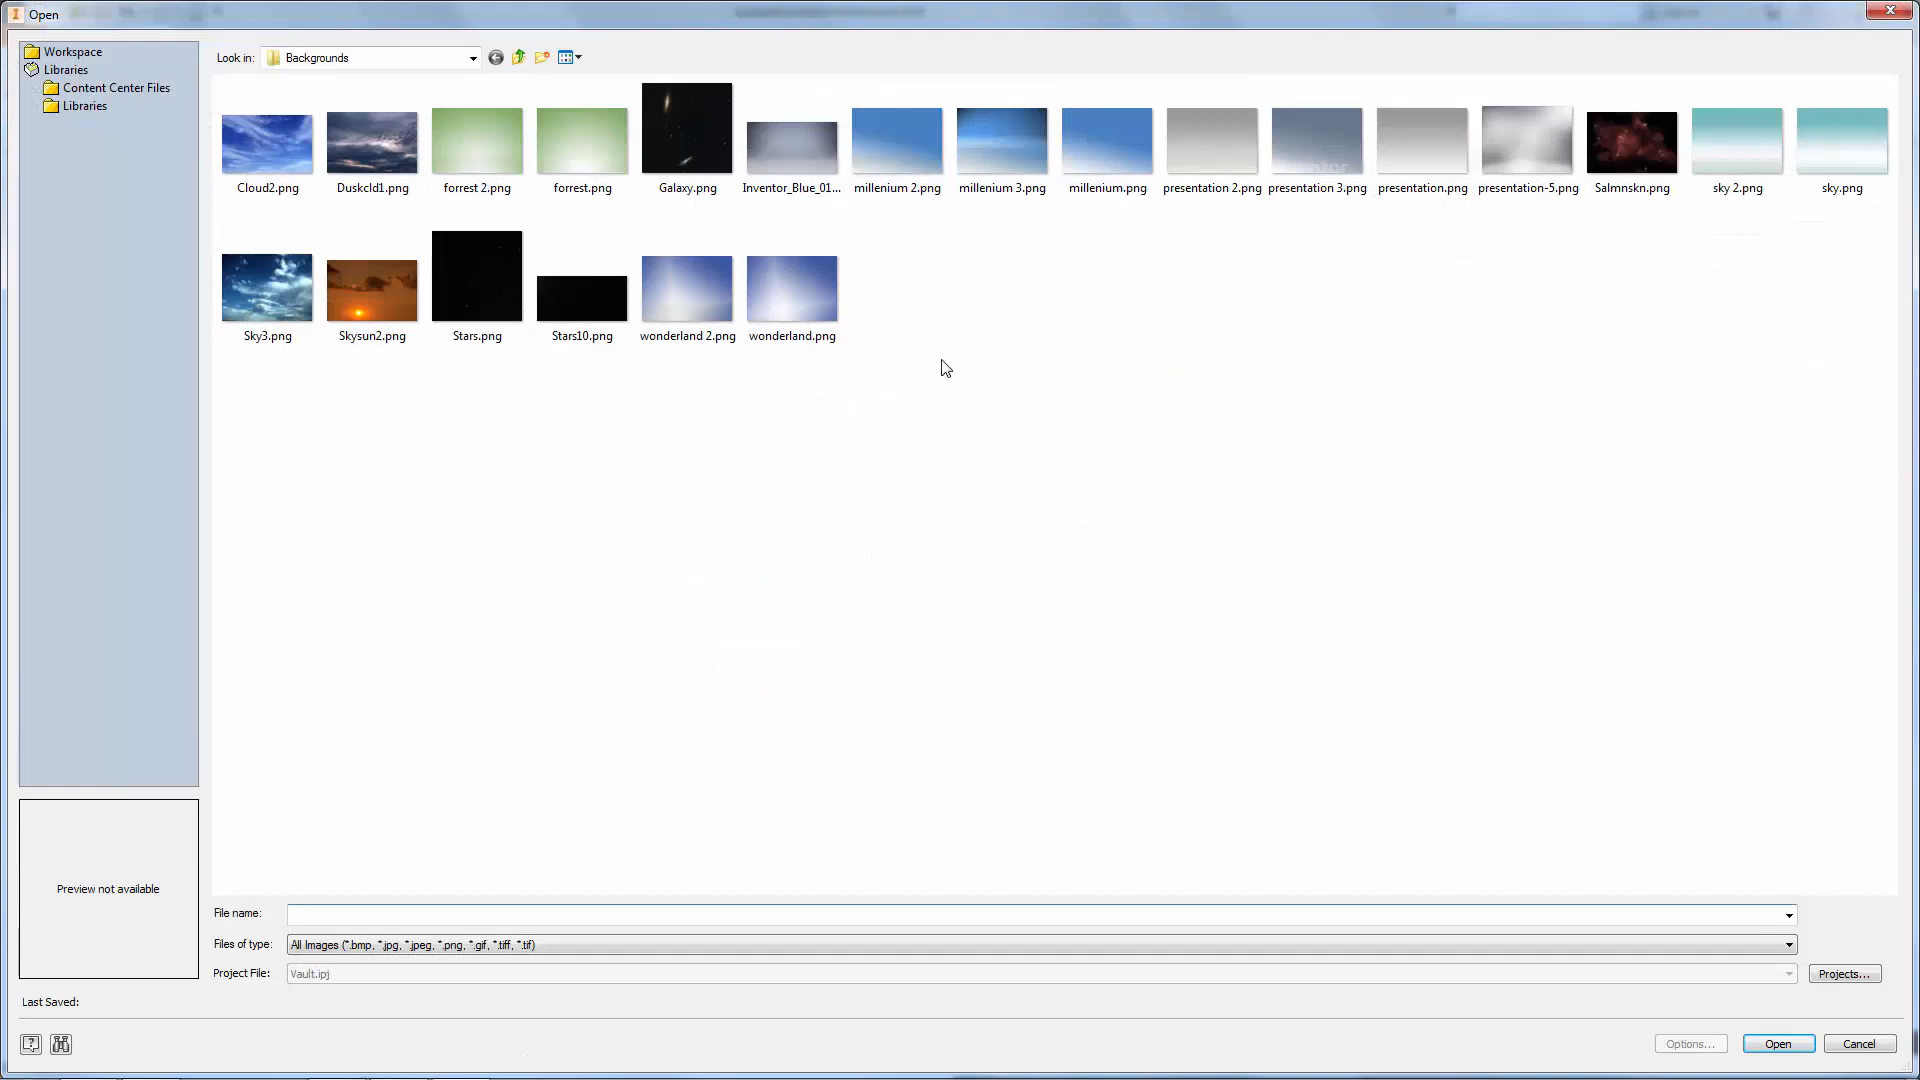 Open
Workspace
Libraries
Content Center Files
Libraries
Look in:
Backgrounds
Cloud2.png
Duskcld1.png
forrest 2.png
forrest.png
Galaxy.png
Inventor_Blue_01...
millenium 2.png
millenium 3.png
millenium.png
presentation 2.png
presentation 3.png
presentation.png
presentation-5.png
Salmnskn.png
sky 2.png
sky.png
Sky3.png
Skysun2.png
Stars.png
Stars10.png
wonderland 2.png
wonderland.png
Preview not available
File name:
Files of type:
All Images (*.bmp, *.jpg, *.jpeg, *.png, *.gif, *.tiff, *.tif)
Project File:
Vault.ipj
Projects...
Last Saved:
Options...
Open
Cancel